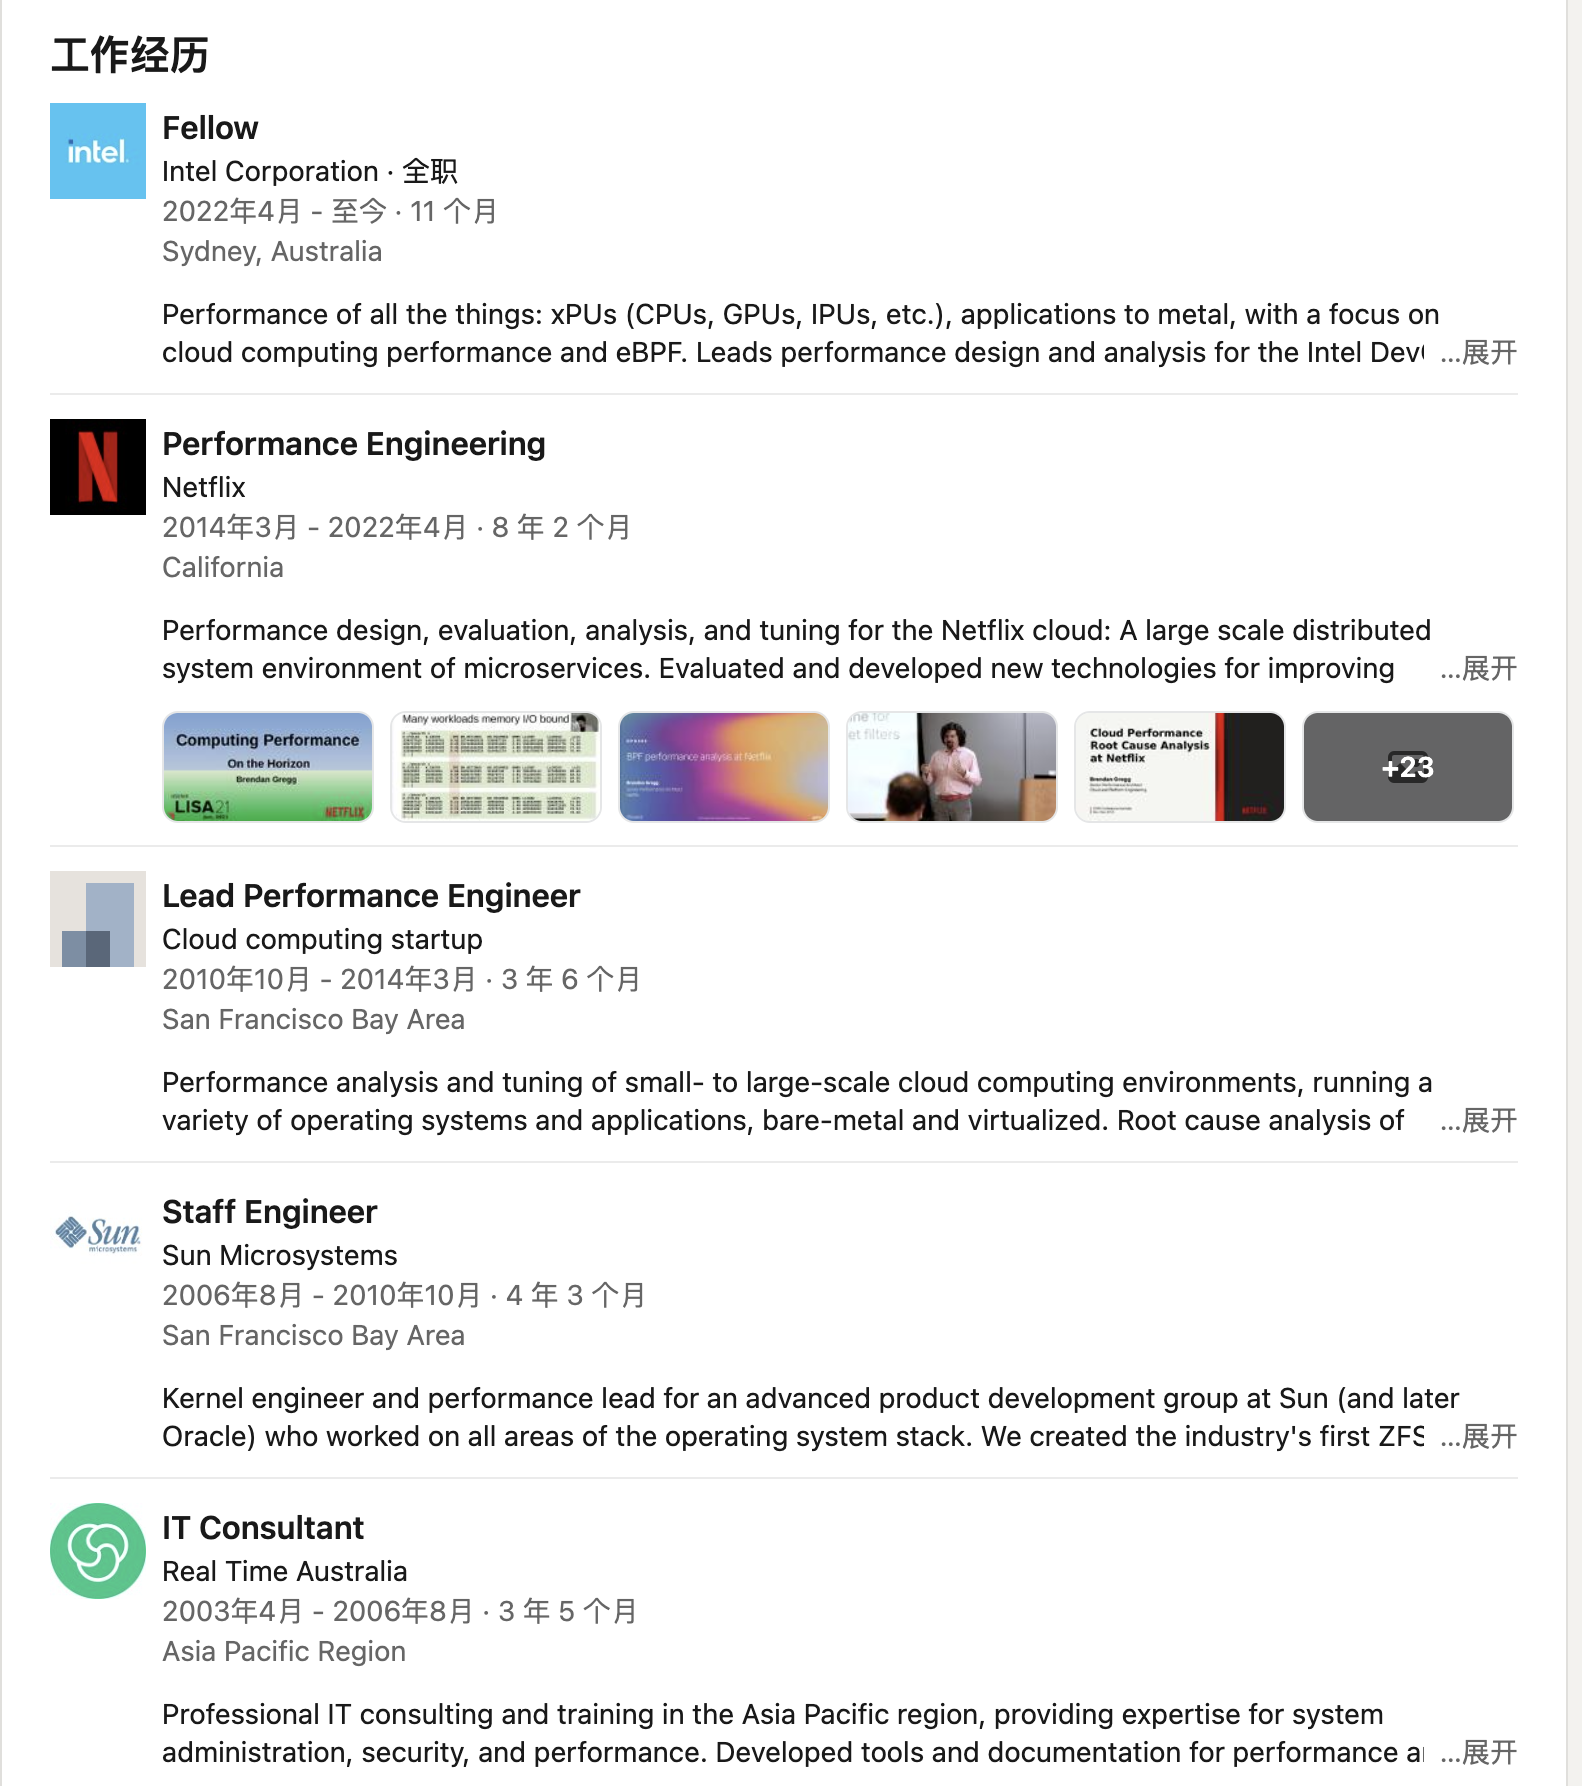 工作经历
intel.
Fellow
Intel Corporation · 全职
2022年4月 - 至今 · 11 个月
Sydney, Australia
Performance of all the things: xPUs (CPUs, GPUs, IPUs, etc.), applications to metal, with a focus on
cloud computing performance and eBPF. Leads performance design and analysis for the Intel Dev ...展开
N
Performance Engineering
Netflix
2014年3月 - 2022年4月 · 8 年 2 个月
California
Performance design, evaluation, analysis, and tuning for the Netflix cloud: A large scale distributed
system environment of microservices. Evaluated and developed new technologies for improving ...展开
Computing Performance
On the Horizon
Brendan Gregg
LISA21
NETFLIX
Many workloads memory I/O bound
BPF performance analysis at Netflix
Brendan Gregg
ne for
et filters
Cloud Performance
Root Cause Analysis
at Netflix
Brendan Gregg
NETFLIX
+23
Lead Performance Engineer
Cloud computing startup
2010年10月 - 2014年3月 · 3 年 6 个月
San Francisco Bay Area
Performance analysis and tuning of small- to large-scale cloud computing environments, running a
variety of operating systems and applications, bare-metal and virtualized. Root cause analysis of ...展开
Sun
microsystems
Staff Engineer
Sun Microsystems
2006年8月 - 2010年10月 · 4 年 3 个月
San Francisco Bay Area
Kernel engineer and performance lead for an advanced product development group at Sun (and later
Oracle) who worked on all areas of the operating system stack. We created the industry's first ZFS ...展开
IT Consultant
Real Time Australia
2003年4月 - 2006年8月 · 3 年 5 个月
Asia Pacific Region
Professional IT consulting and training in the Asia Pacific region, providing expertise for system
administration, security, and performance. Developed tools and documentation for performance a ...展开